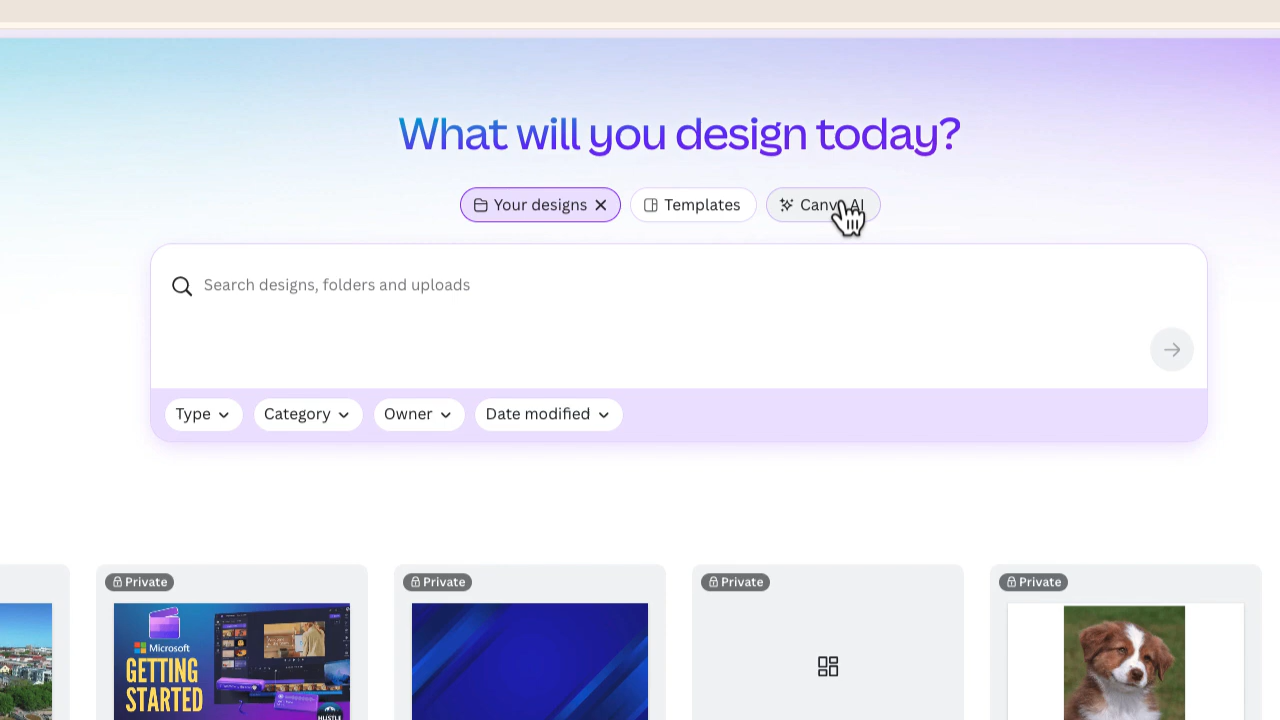 What will you design today?
Your designs
Templates
Canva AI
Search designs, folders and uploads
Type
Category
Owner
Date modified
Private
Private
Private
Private
Microsoft
GETTING
STARTED
HUSTLE